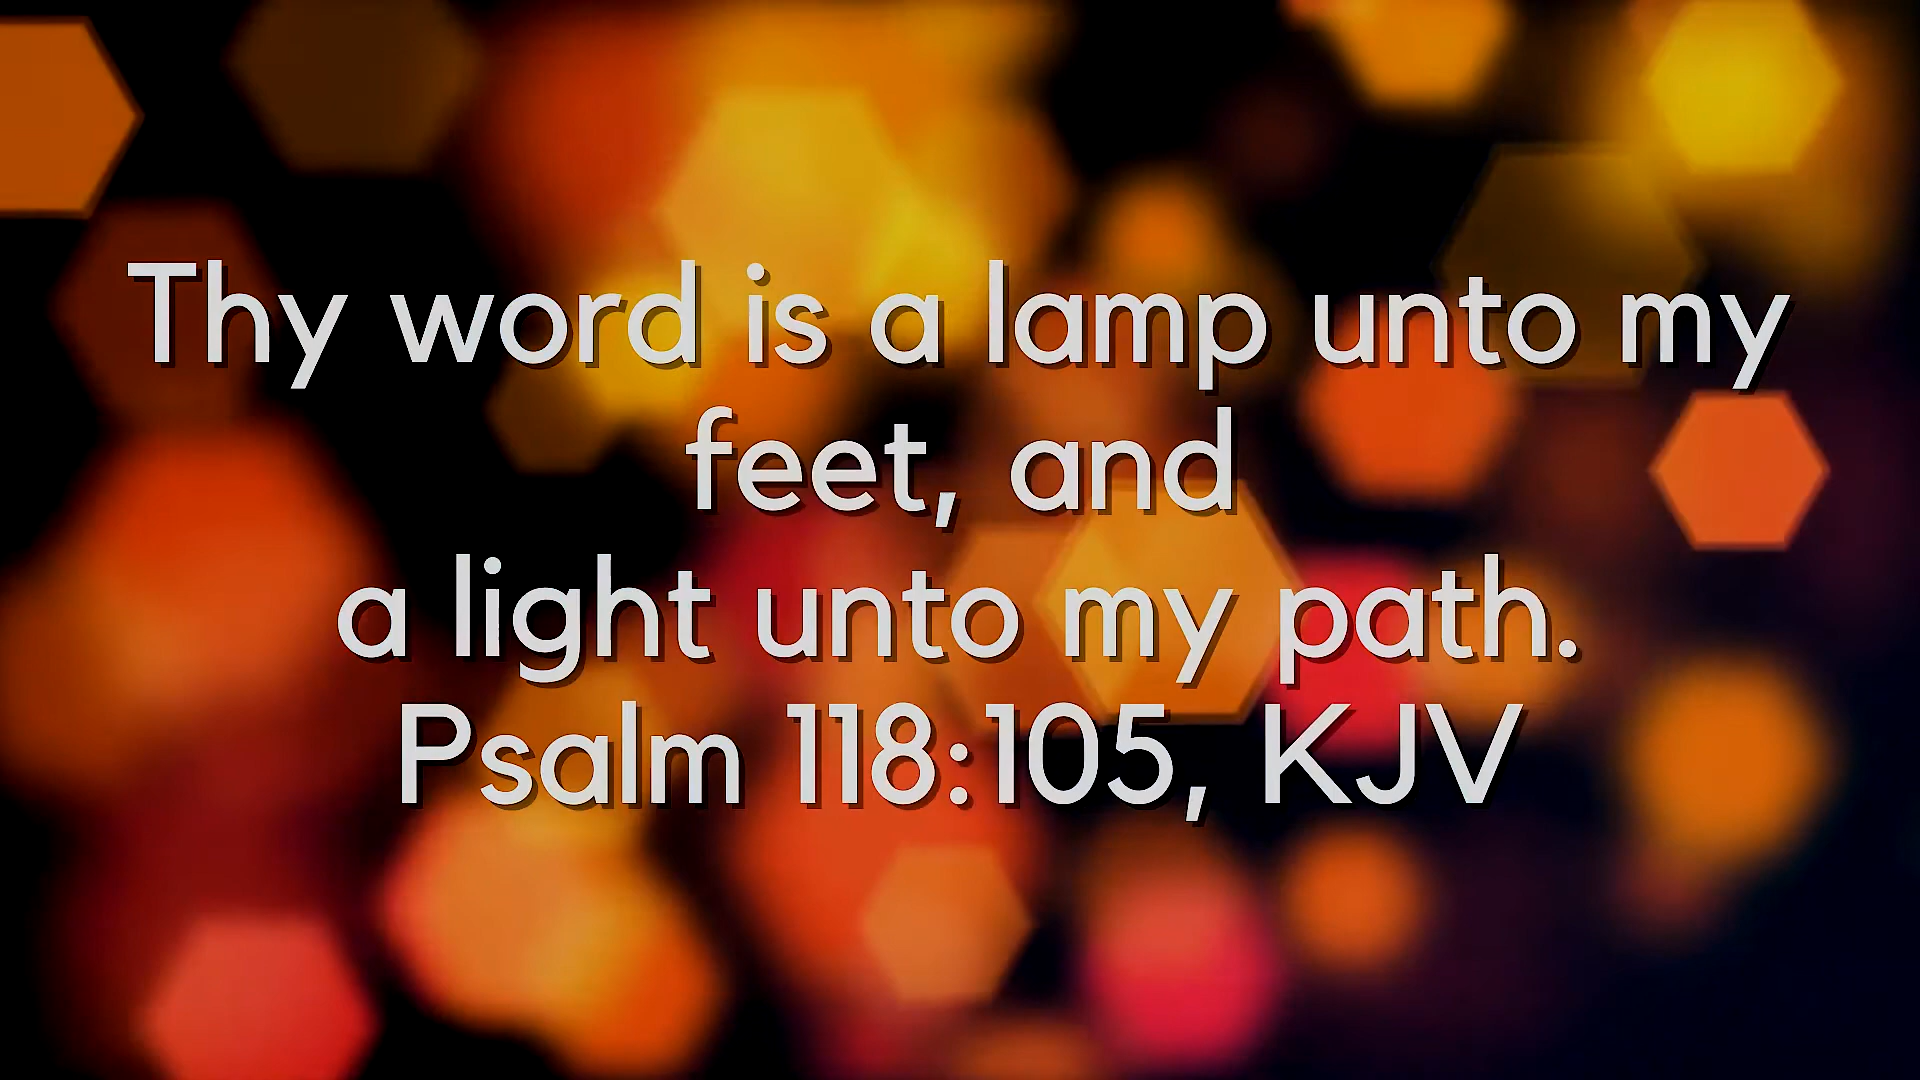 Thy word is a lamp unto my
feet, and
a light unto my path.
Psalm 118:105, KJV